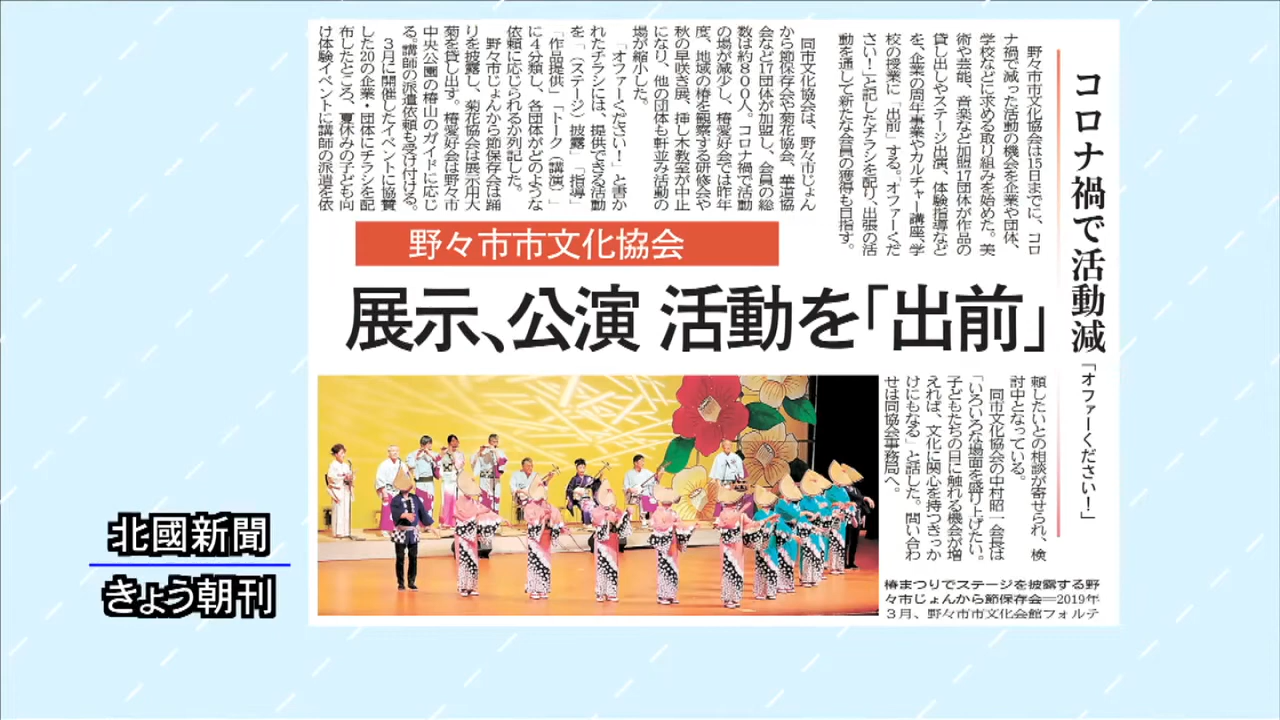 コロナ禍で活動減
「オファーください!」
野々市市文化協会
展示、公演 活動を「出前」
野々市市文化協会は15日までに、コロ
ナ禍で減った活動の機会を企業や団体、
学校などに求める取り組みを始めた。美
術や芸能、音楽など加盟17団体が作品の
貸し出しやステージ出演、体験指導など
を、企業の周年事業やカルチャー講座、学
校の授業に「出前」する。「オファーくだ
さい!」と記したチラシを配り、出張の活
動を通して新たな会員の獲得も目指す。
同市文化協会は、野々市じょん
から節保存会や菊花協会、華道協
会など17団体が加盟し、会員の総
数は約800人。コロナ禍で活動
の場が減少し、椿愛好会では昨年
度、地域の椿を観察する研修会や
秋の早咲き展、挿し木教室が中止
になり、他の団体も軒並み活動の
場が縮小した。
「オファーください!」と書か
れたチラシには、提供できる活動
を「(ステージ)披露」「指導」
「作品提供」「トーク(講演)」
に4分類し、各団体がどのような
依頼に応じられるか列記した。
野々市じょんから節保存会は踊
りを披露し、菊花協会は展示用大
菊を貸し出す。椿愛好会は野々市
中央公園の椿山のガイドに応じ
る。講師の派遣依頼も受け付ける。
3月に開催したイベントに協賛
した20の企業・団体にチラシを配
布したところ、夏休みの子ども向
け体験イベントに講師の派遣を依
頼したいとの相談が寄せられ、検
討中となっている。
同市文化協会の中村昭一会長は
「いろいろな場面を盛り上げたい。
子どもたちの目に触れる機会が増
えれば、文化に関心を持つきっか
けにもなる」と話した。問い合わ
せは同協会事務局へ。
椿まつりでステージを披露する野
々市じょんから節保存会=2019年
3月、野々市市文化会館フォルテ
北國新聞
きょう朝刊